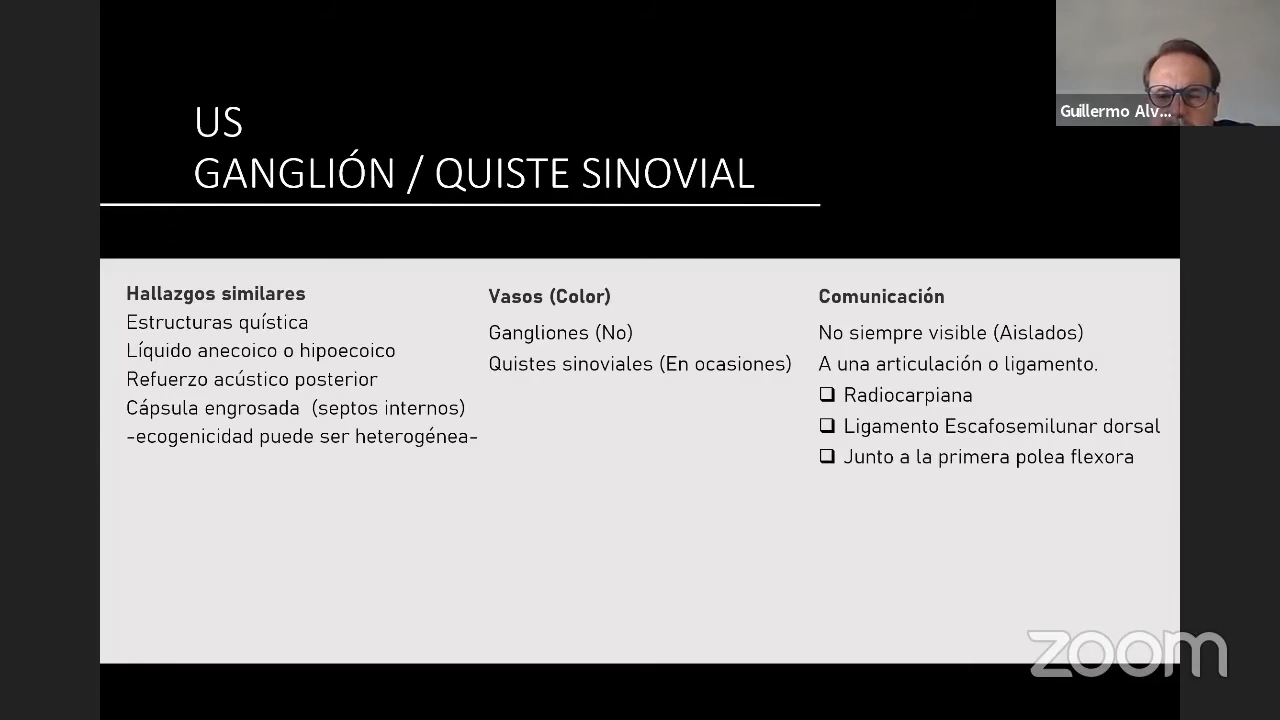 US
GANGLIÓN / QUISTE SINOVIAL
Guillermo Alv...
Hallazgos similares
Estructuras quística
Líquido anecoico o hipoecoico
Refuerzo acústico posterior
Cápsula engrosada (septos internos)
-ecogenicidad puede ser heterogénea-
Vasos (Color)
Gangliones (No)
Quistes sinoviales (En ocasiones)
Comunicación
No siempre visible (Aislados)
A una articulación o ligamento.
❑ Radiocarpiana
❑ Ligamento Escafosemilunar dorsal
❑ Junto a la primera polea flexora
zoom